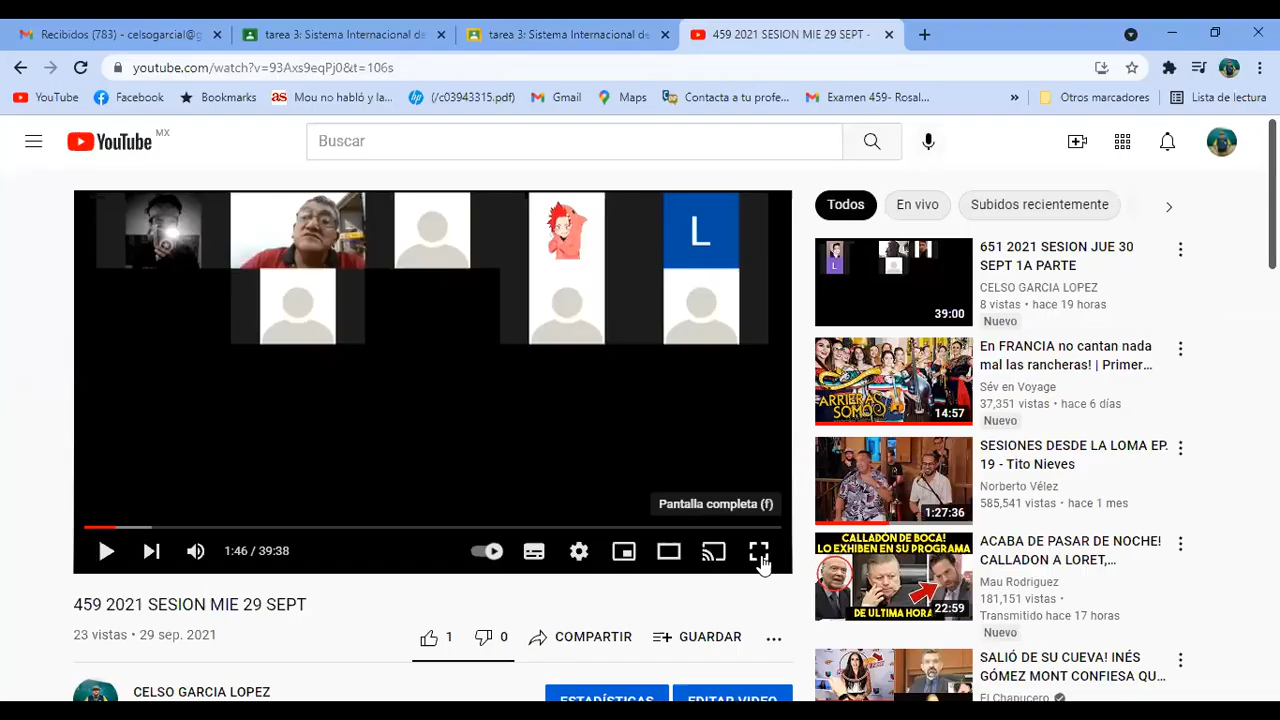 Recibidos (783) - celsogarcial@g
tarea 3: Sistema Internacional de
tarea 3: Sistema Internacional de
459 2021 SESION MIE 29 SEPT -
youtube.com/watch?v=93Axs9eqPj0&t=106s
YouTube
Facebook
Bookmarks
as
Mou no habló y la...
hp
(/c03943315.pdf)
Gmail
Maps
Contacta a tu profe...
Examen 459- Rosal...
»
Otros marcadores
Lista de lectura
YouTube MX
Buscar
L
Pantalla completa (f)
1:46 / 39:38
459 2021 SESION MIE 29 SEPT
23 vistas • 29 sep. 2021
1
0
COMPARTIR
GUARDAR
CELSO GARCIA LOPEZ
ESTADÍSTICAS
EDITAR VIDEO
Todos
En vivo
Subidos recientemente
39:00
651 2021 SESION JUE 30
SEPT 1A PARTE
CELSO GARCIA LOPEZ
8 vistas • hace 19 horas
Nuevo
ARRIERAS
SOMOS
14:57
En FRANCIA no cantan nada
mal las rancheras! | Primer...
Sév en Voyage
37,351 vistas • hace 6 días
Nuevo
1:27:36
SESIONES DESDE LA LOMA EP.
19 - Tito Nieves
Norberto Vélez
585,541 vistas • hace 1 mes
CALLADÓN DE BOCA!
LO EXHIBEN EN SU PROGRAMA
DE ULTIMA HORA
22:59
ACABA DE PASAR DE NOCHE!
CALLADON A LORET,...
Mau Rodriguez
181,151 vistas •
Transmitido hace 17 horas
Nuevo
SALIÓ DE SU CUEVA! INÉS
GÓMEZ MONT CONFIESA QU...
El Chapucero